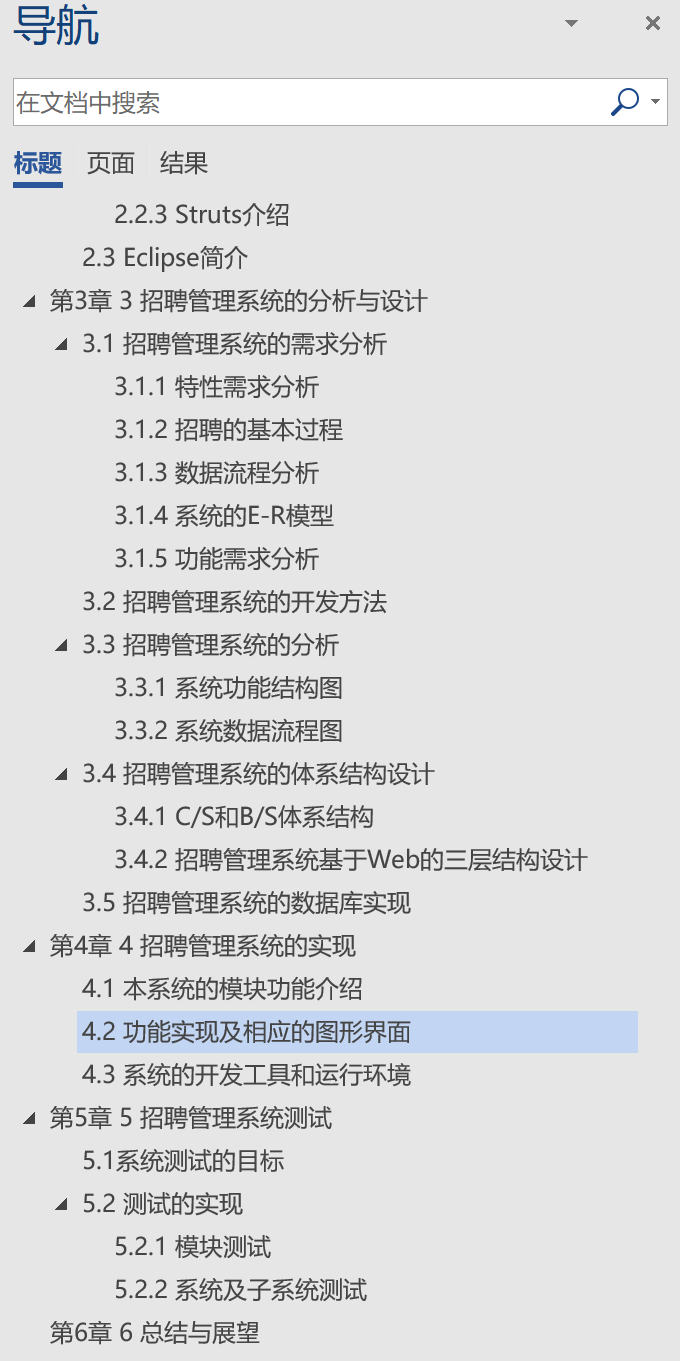 导航
在文档中搜索
标题 页面 结果
2.2.3 Struts介绍
2.3 Eclipse简介
第3章 3 招聘管理系统的分析与设计
3.1 招聘管理系统的需求分析
3.1.1 特性需求分析
3.1.2 招聘的基本过程
3.1.3 数据流程分析
3.1.4 系统的E-R模型
3.1.5 功能需求分析
3.2 招聘管理系统的开发方法
3.3 招聘管理系统的分析
3.3.1 系统功能结构图
3.3.2 系统数据流程图
3.4 招聘管理系统的体系结构设计
3.4.1 C/S和B/S体系结构
3.4.2 招聘管理系统基于Web的三层结构设计
3.5 招聘管理系统的数据库实现
第4章 4 招聘管理系统的实现
4.1 本系统的模块功能介绍
4.2 功能实现及相应的图形界面
4.3 系统的开发工具和运行环境
第5章 5 招聘管理系统测试
5.1系统测试的目标
5.2 测试的实现
5.2.1 模块测试
5.2.2 系统及子系统测试
第6章 6 总结与展望